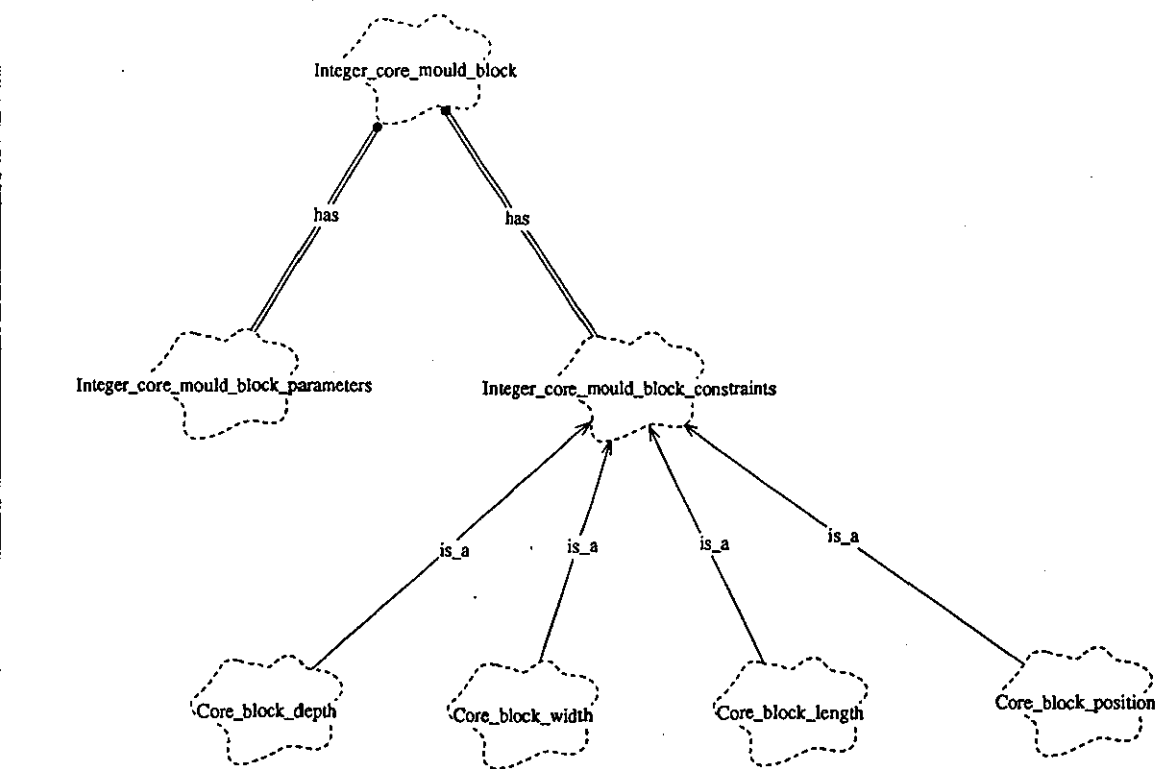 Integer_core_mould_block
has
has
Integer_core_mould_block_parameters
Integer_core_mould_block_constraints
is_a
is_a
is_a
is_a
Core_block_depth
Core_block_width
Core_block_length
Core_block_position